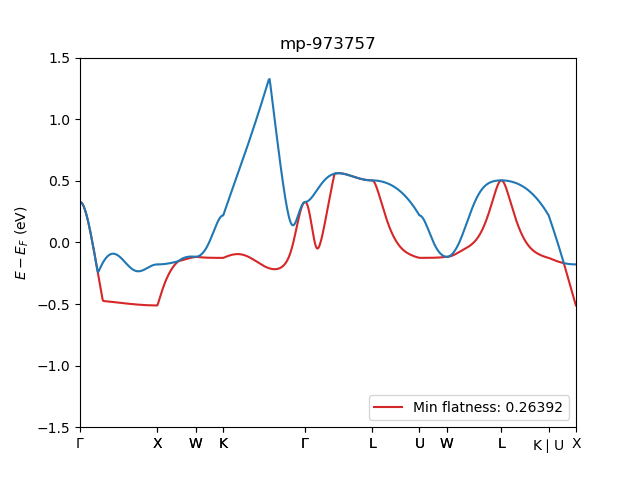 mp-973757
E − E_F (eV)
1.5
1.0
0.5
0.0
−0.5
−1.0
−1.5
Min flatness: 0.26392
Γ X W K Γ L U W L K | U X